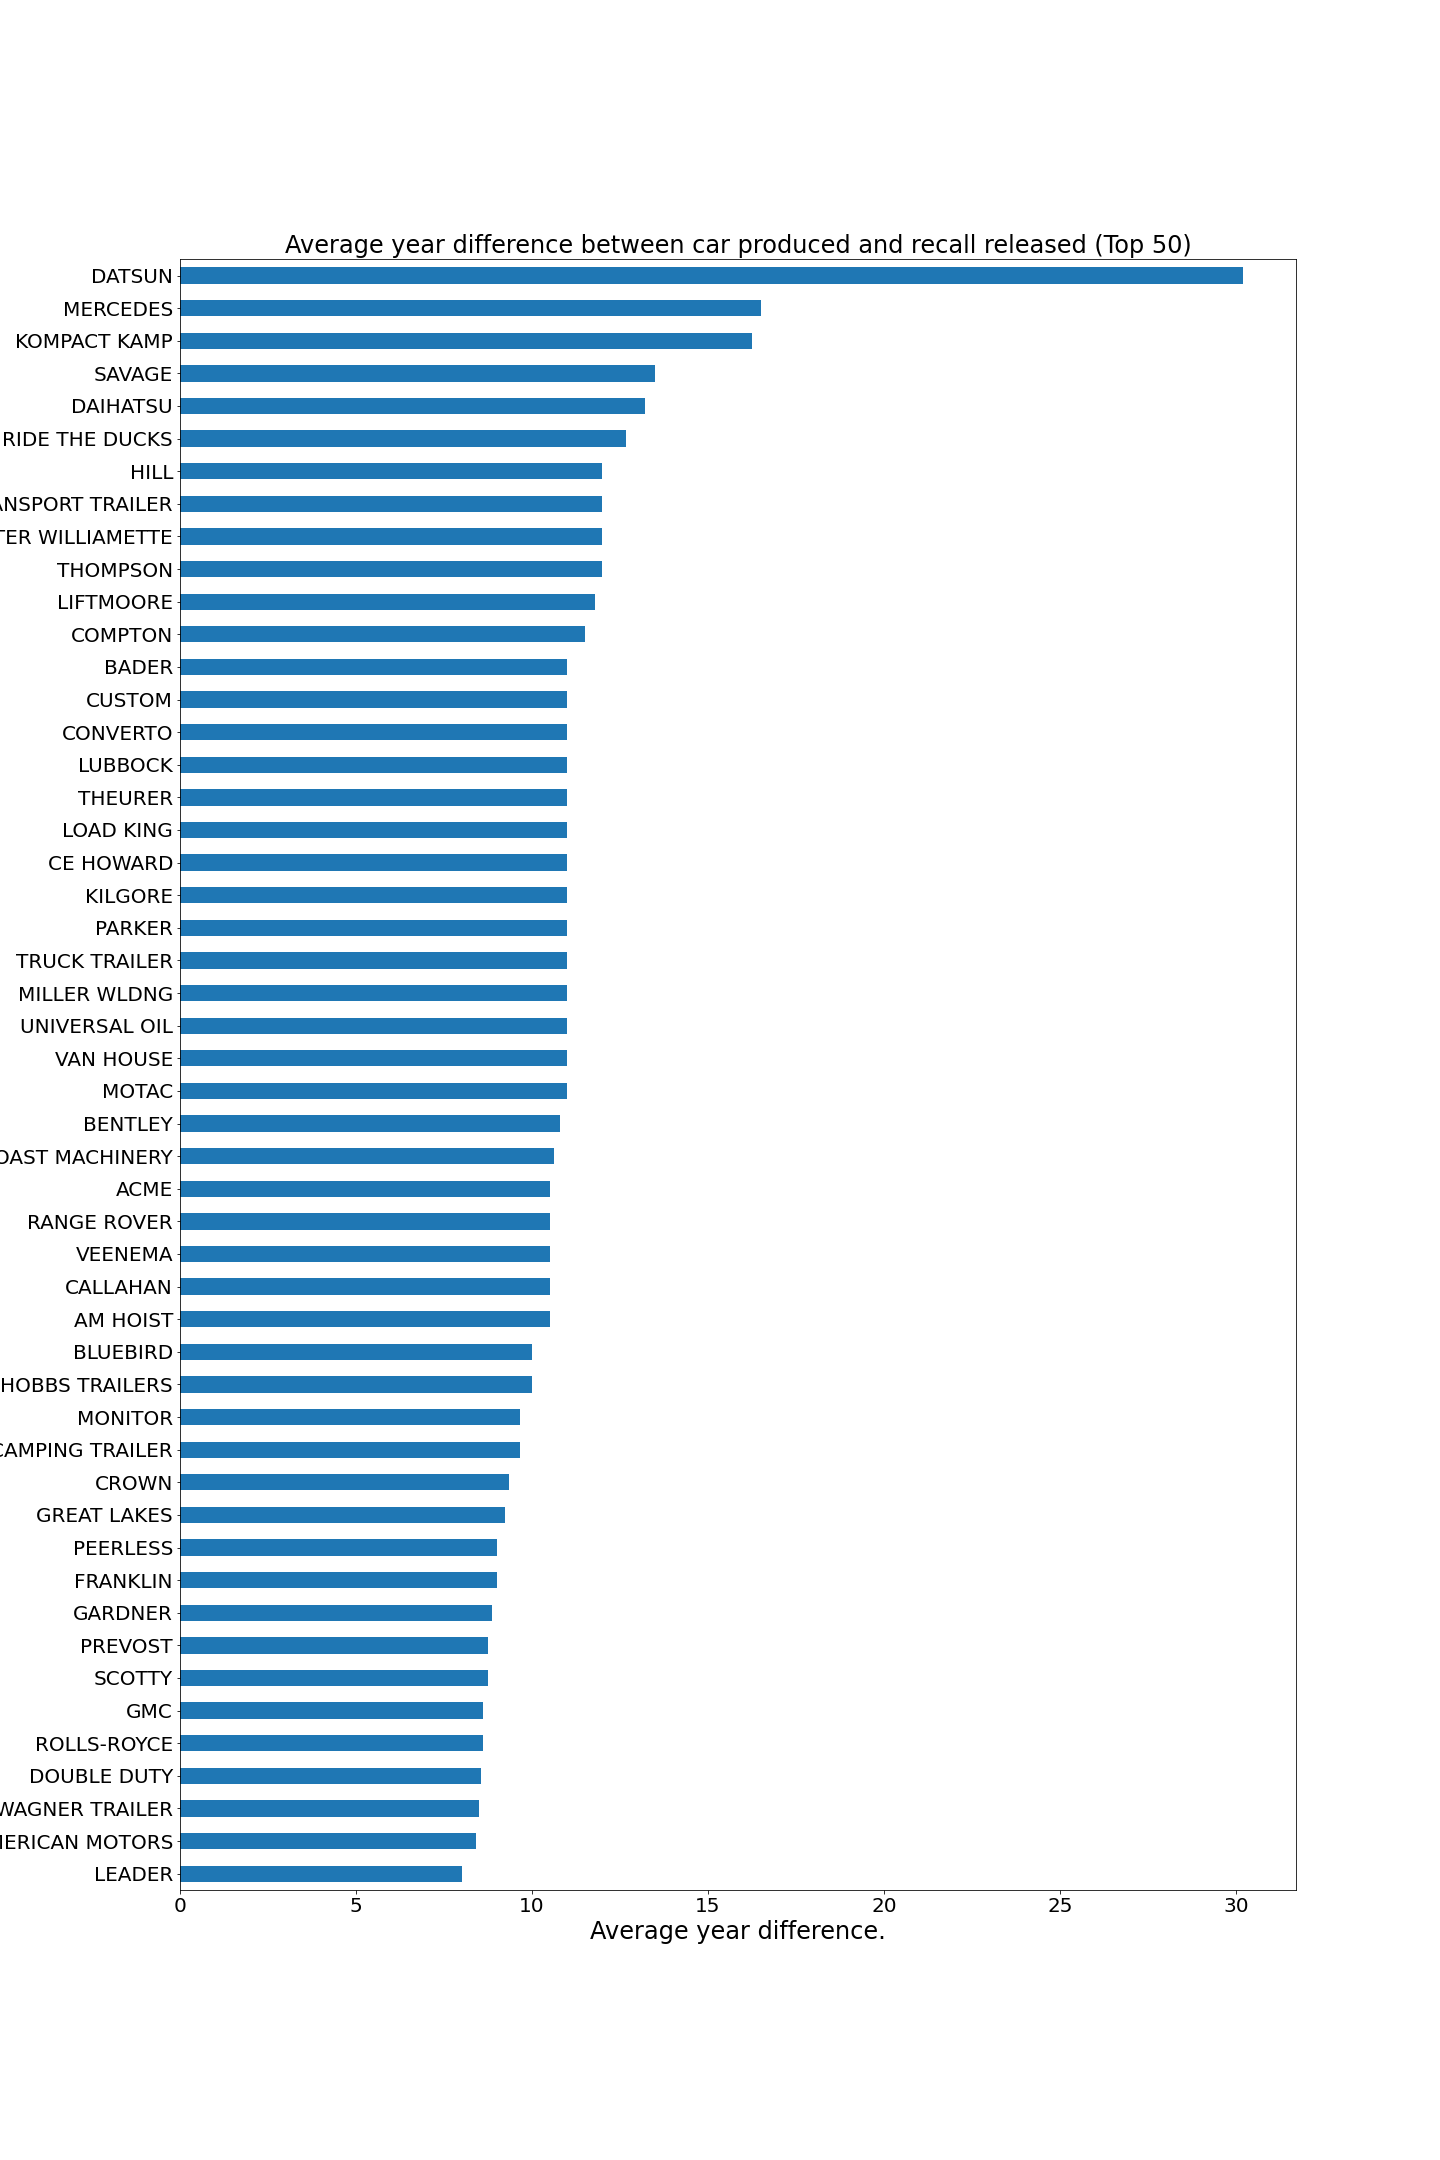 Average year difference between car produced and recall released (Top 50)
DATSUN
MERCEDES
KOMPACT KAMP
SAVAGE
DAIHATSU
RIDE THE DUCKS
HILL
TRAILER
WILLIAMETTE
THOMPSON
LIFTMOORE
COMPTON
BADER
CUSTOM
CONVERTO
LUBBOCK
THEURER
LOAD KING
CE HOWARD
KILGORE
PARKER
TRUCK TRAILER
MILLER WLDNG
UNIVERSAL OIL
VAN HOUSE
MOTAC
BENTLEY
MACHINERY
ACME
RANGE ROVER
VEENEMA
CALLAHAN
AM HOIST
BLUEBIRD
HOBBS TRAILERS
MONITOR
CAMPING TRAILER
CROWN
GREAT LAKES
PEERLESS
FRANKLIN
GARDNER
PREVOST
SCOTTY
GMC
ROLLS-ROYCE
DOUBLE DUTY
WAGNER TRAILER
MOTORS
LEADER
0 5 10 15 20 25 30
Average year difference.